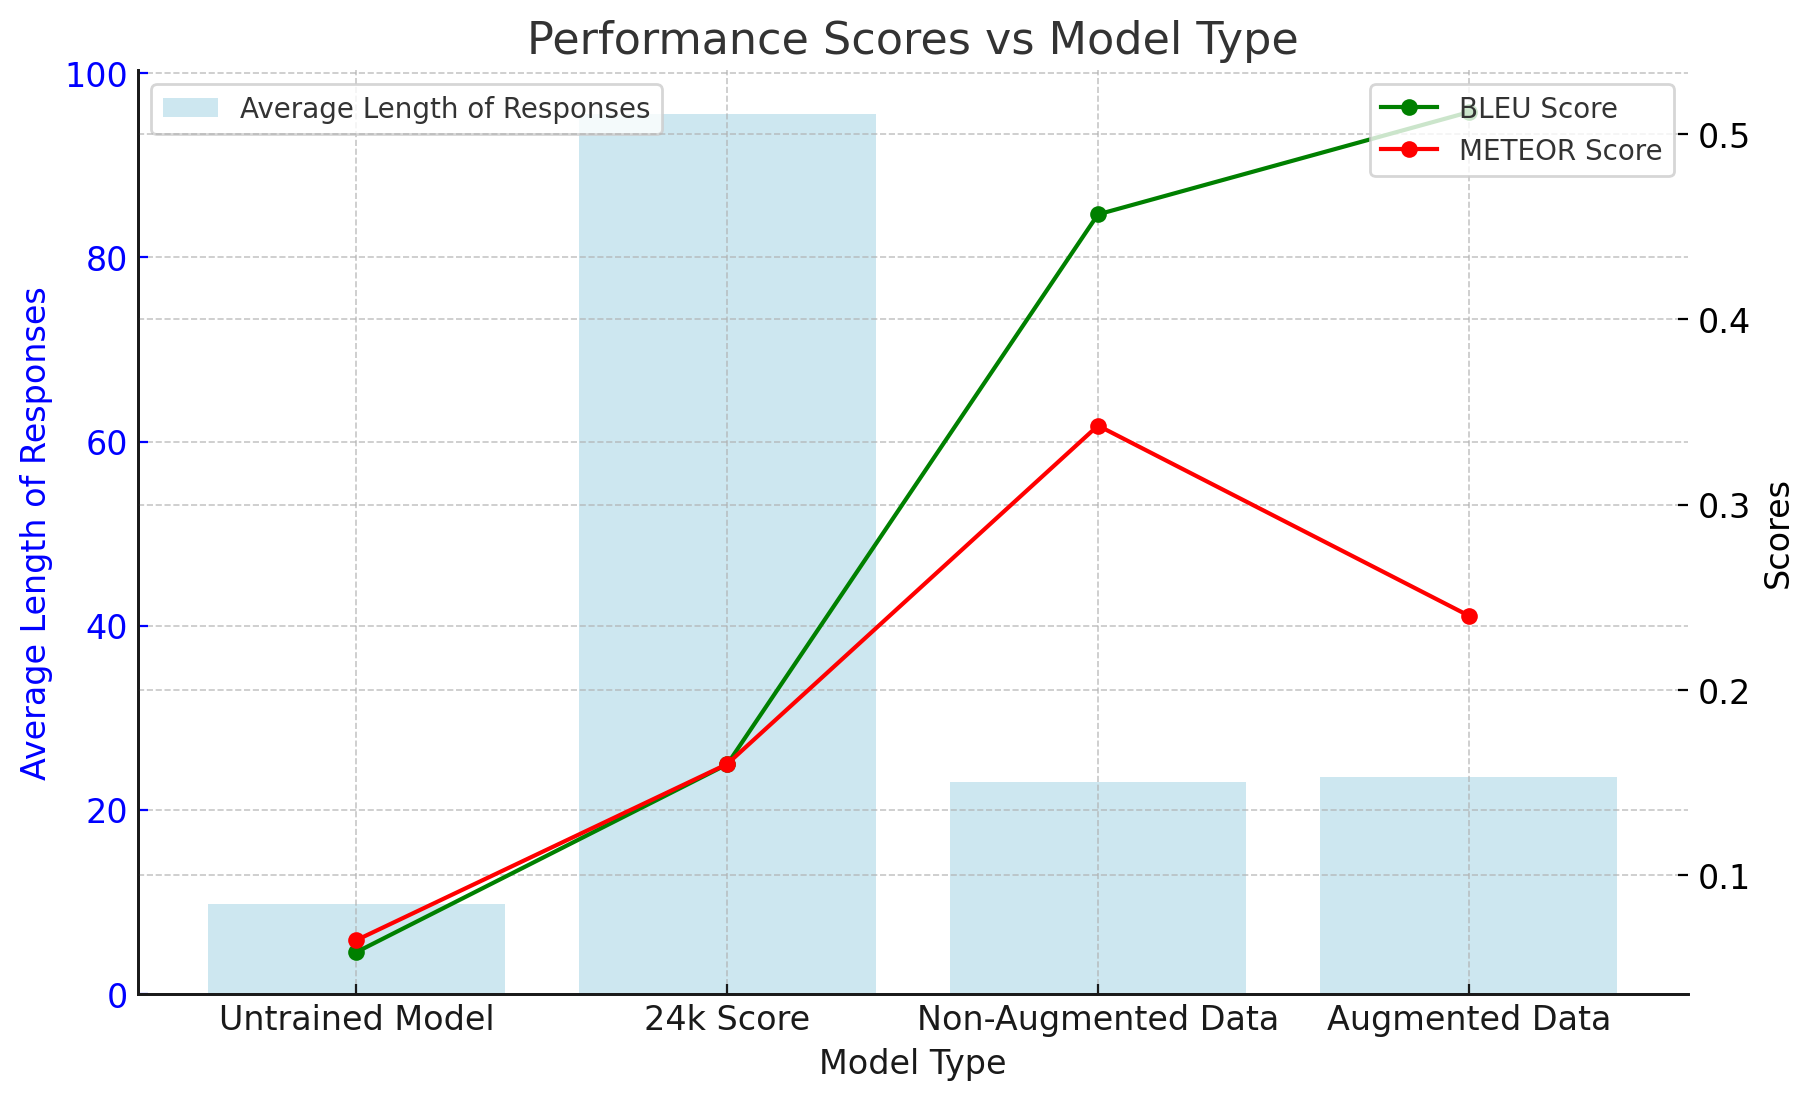 Performance Scores vs Model Type
Average Length of Responses
BLEU Score
METEOR Score
100
80
60
40
20
0
Average Length of Responses
0.5
0.4
0.3
0.2
0.1
Scores
Untrained Model
24k Score
Non-Augmented Data
Augmented Data
Model Type